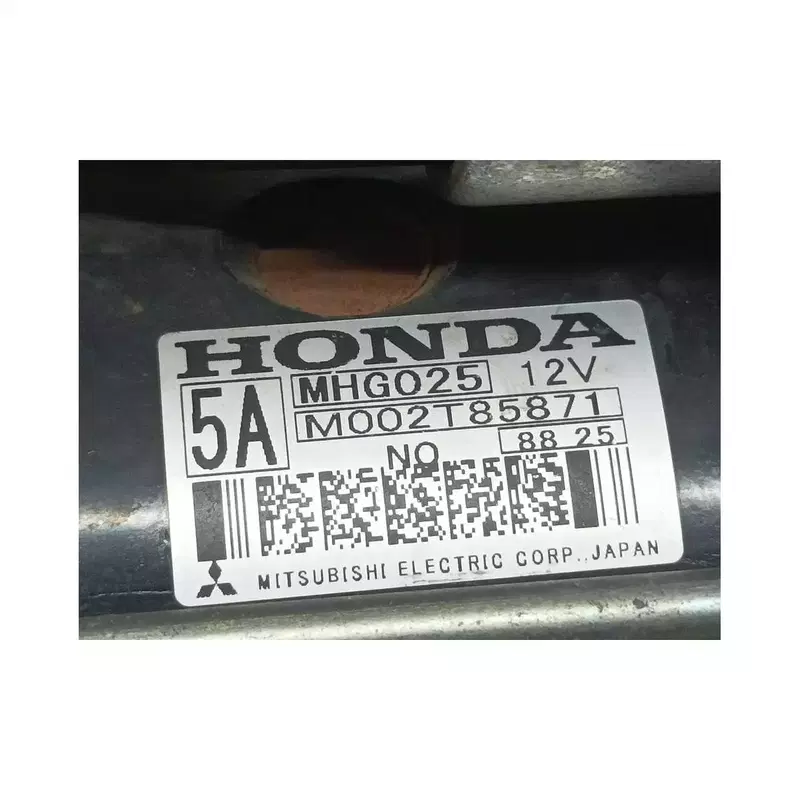 HONDA
5A MHG025 12V
M002T85871
NO 88 25
MITSUBISHI ELECTRIC CORP., JAPAN